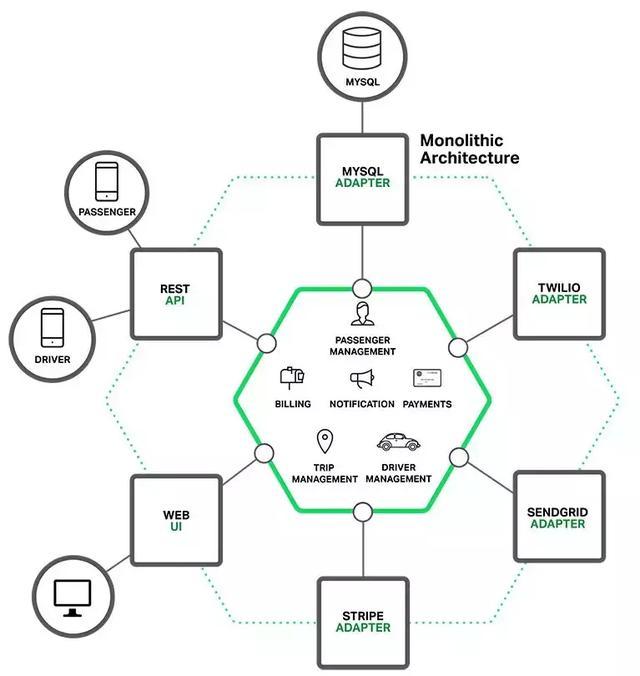 MYSQL
Monolithic
Architecture
MYSQL
ADAPTER
PASSENGER
REST
API
TWILIO
ADAPTER
DRIVER
PASSENGER
MANAGEMENT
BILLING
NOTIFICATION
PAYMENTS
TRIP
MANAGEMENT
DRIVER
MANAGEMENT
WEB
UI
SENDGRID
ADAPTER
STRIPE
ADAPTER